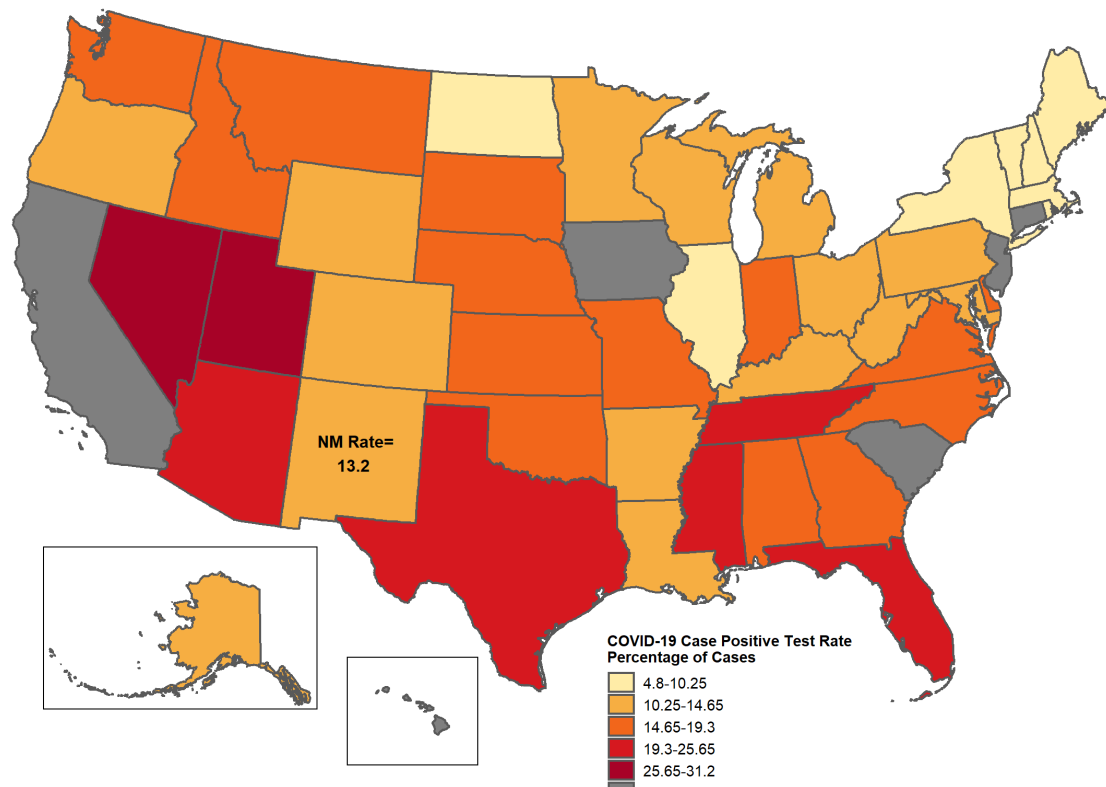 NM Rate=
13.2
COVID-19 Case Positive Test Rate
Percentage of Cases
4.8-10.25
10.25-14.65
14.65-19.3
19.3-25.65
25.65-31.2